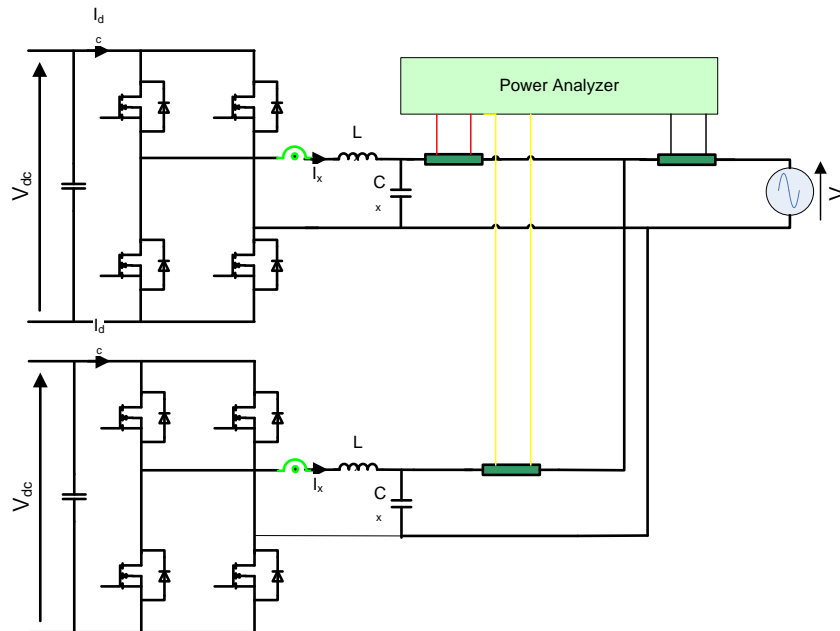 I_d
c
Power Analyzer
L
I_x
C
x
V_dc
V
I_d
c
L
I_x
C
x
V_dc